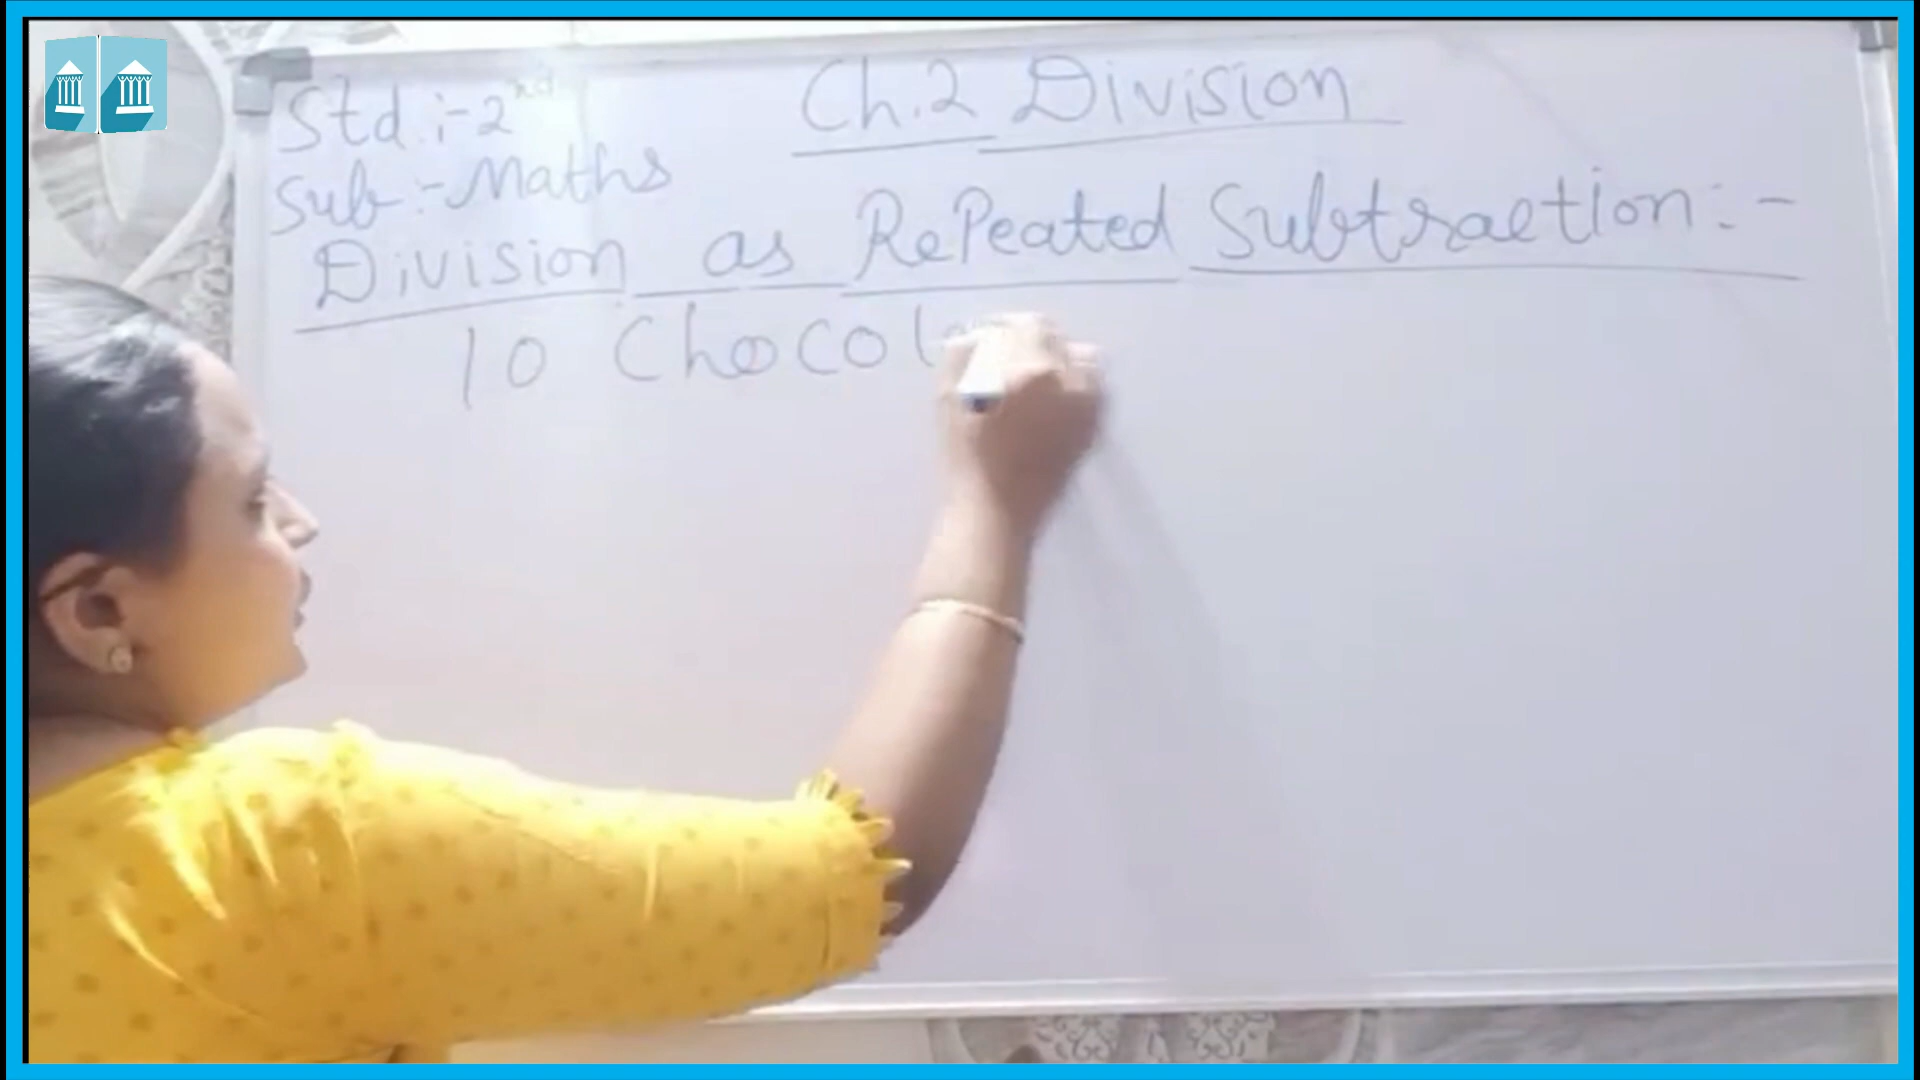 Std.:-2nd
Ch.2 Division
Sub:-Maths
Division as RePeated Subtraction:-
10 Chocol